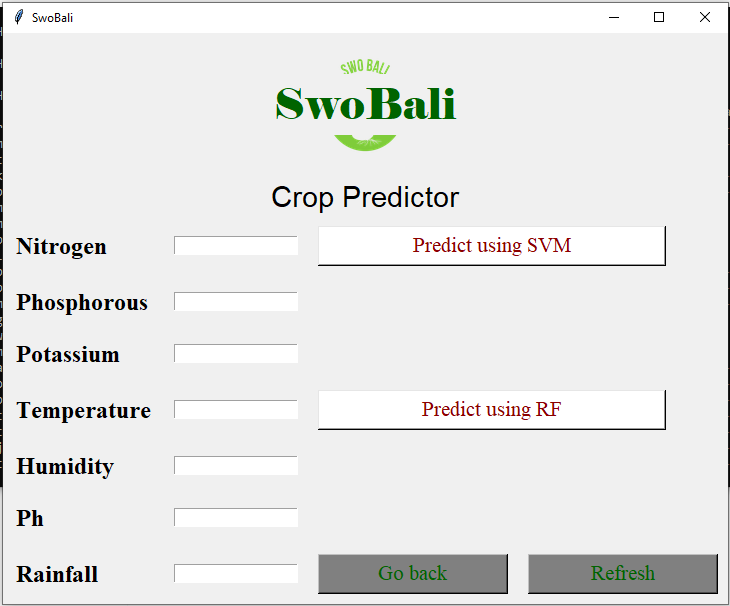 SwoBali
SWO BALI
SwoBali
Crop Predictor
Nitrogen
Predict using SVM
Phosphorous
Potassium
Temperature
Predict using RF
Humidity
Ph
Rainfall
Go back
Refresh